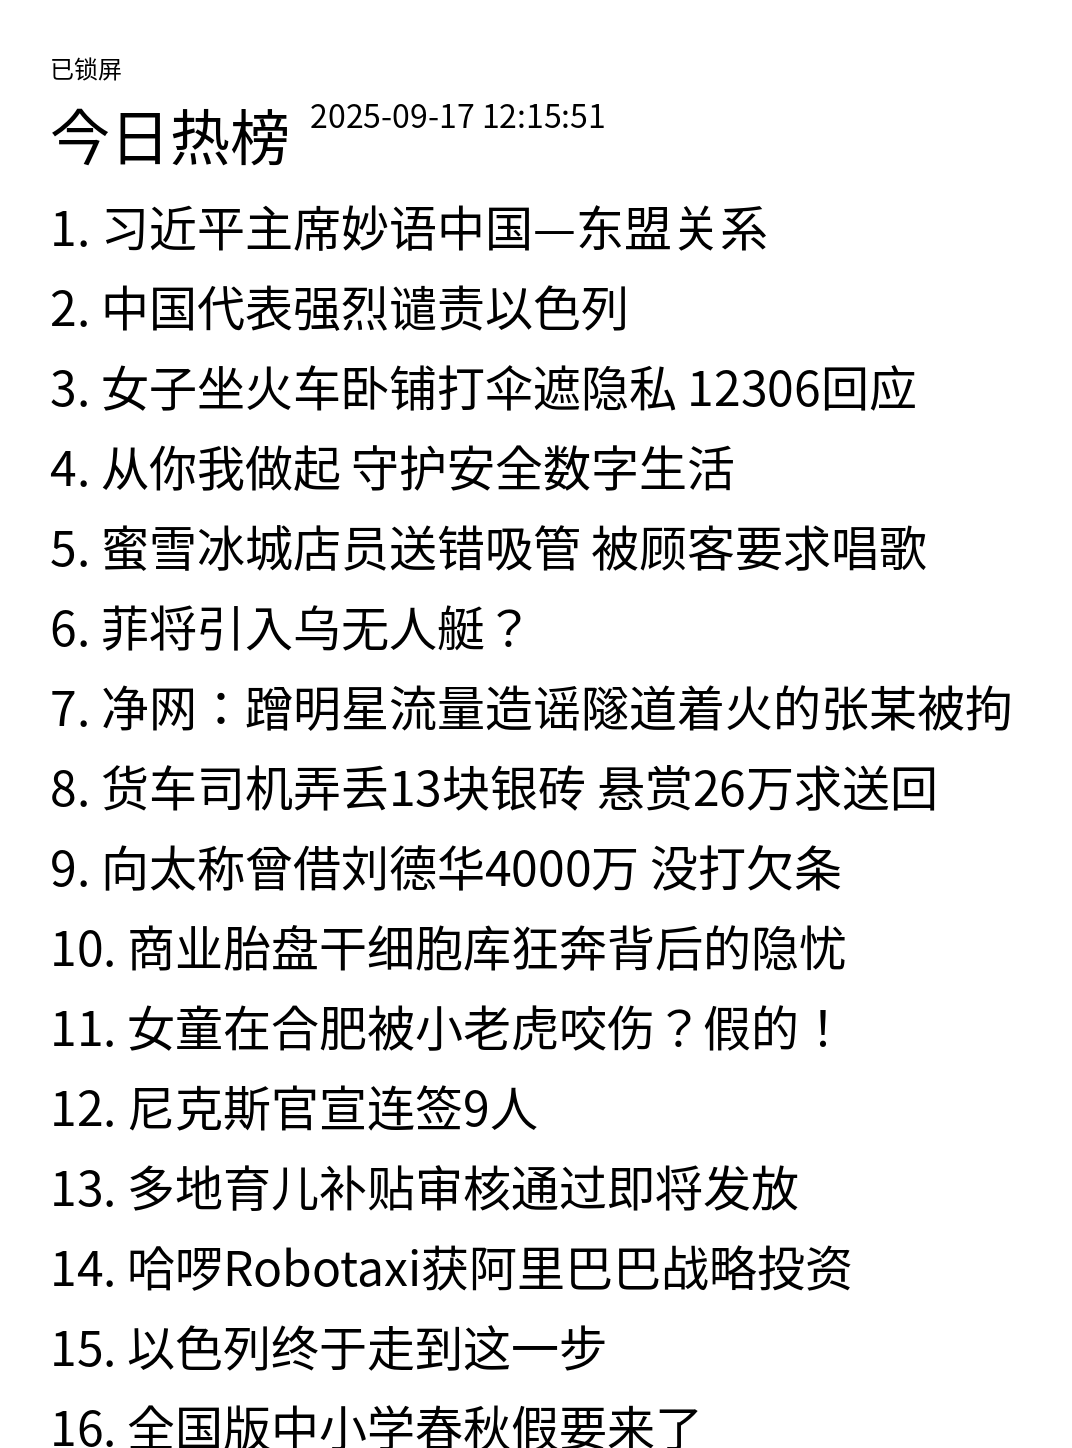 已锁屏
今日热榜 2025-09-17 12:15:51
1. 习近平主席妙语中国—东盟关系
2. 中国代表强烈谴责以色列
3. 女子坐火车卧铺打伞遮隐私 12306回应
4. 从你我做起 守护安全数字生活
5. 蜜雪冰城店员送错吸管 被顾客要求唱歌
6. 菲将引入乌无人艇？
7. 净网：蹭明星流量造谣隧道着火的张某被拘
8. 货车司机弄丢13块银砖 悬赏26万求送回
9. 向太称曾借刘德华4000万 没打欠条
10. 商业胎盘干细胞库狂奔背后的隐忧
11. 女童在合肥被小老虎咬伤？假的！
12. 尼克斯官宣连签9人
13. 多地育儿补贴审核通过即将发放
14. 哈啰Robotaxi获阿里巴巴战略投资
15. 以色列终于走到这一步
16. 全国版中小学春秋假要来了